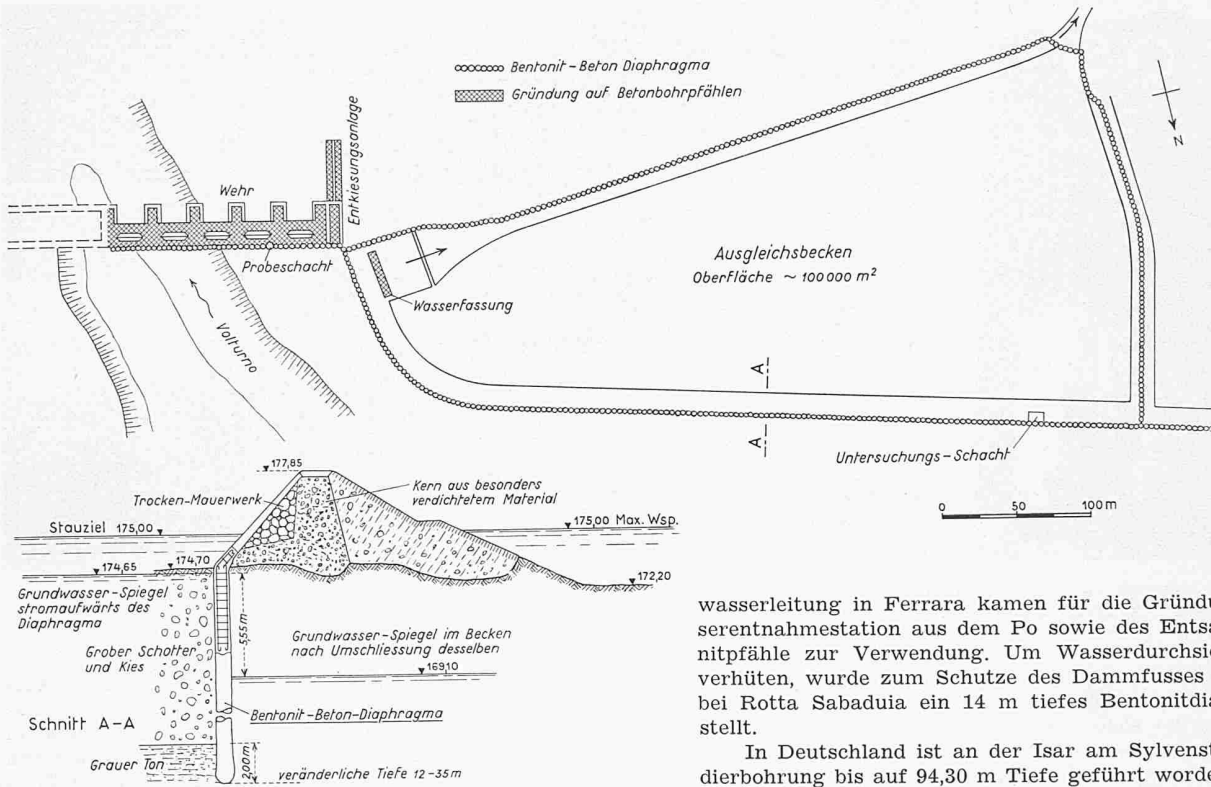 Bentonit-Beton Diaphragma
Gründung auf Betonbohrpfählen
Entkiesungsanlage
Wehr
Probeschacht
Wasserfassung
Volturno
Ausgleichsbecken
Oberfläche ~ 100 000 m²
N
A
A
Untersuchungs-Schacht
0 50 100 m
177,85
Trocken-Mauerwerk
Kern aus besonders
verdichtetem Material
Stauziel 175,00
175,00 Max. Wsp.
174,65
174,70
172,20
Grundwasser-Spiegel
stromaufwärts des
Diaphragma
5,55 m
Grober Schotter
und Kies
Grundwasser-Spiegel im Becken
nach Umschliessung desselben
169,10
Bentonit-Beton-Diaphragma
Schnitt A-A
Grauer Ton
2,00 m
veränderliche Tiefe 12-35m
wasserleitung in Ferrara kamen für die Gründu
serentnahmestation aus dem Po sowie des Entsa
nitpfähle zur Verwendung. Um Wasserdurchsic
verhüten, wurde zum Schutze des Dammfusses
bei Rotta Sabaduia ein 14 m tiefes Bentonitdia
stellt.
In Deutschland ist an der Isar am Sylvenst
dierbohrung bis auf 94,30 m Tiefe geführt worde